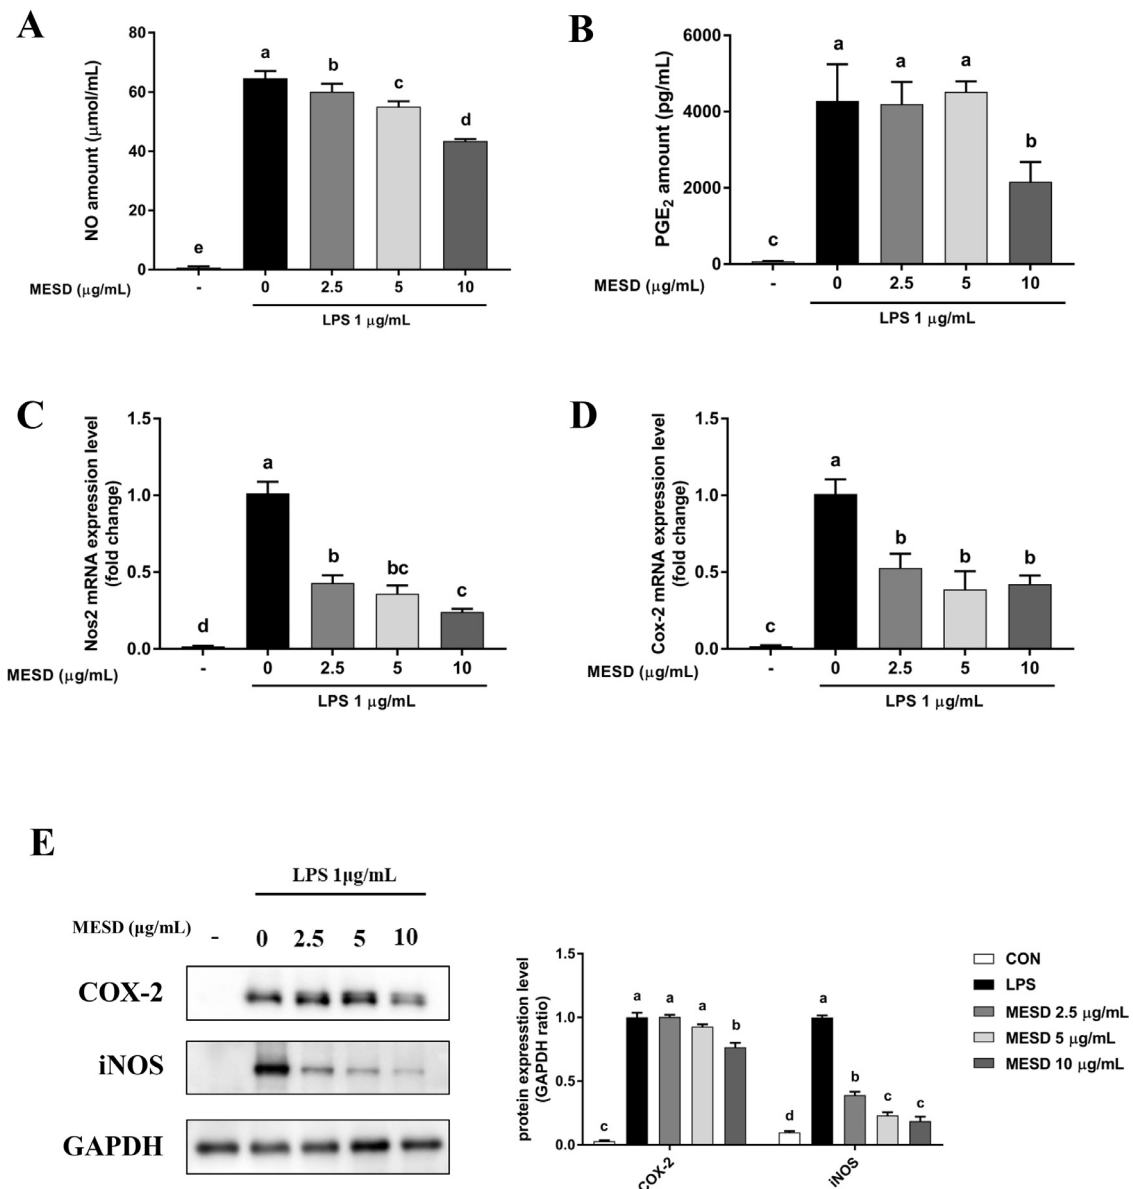 A
NO amount (μmol/mL)
80
60
40
20
0
e
a
b
c
d
MESD (μg/mL)
- 0 2.5 5 10
LPS 1 μg/mL
B
PGE2 amount (pg/mL)
6000
4000
2000
0
c
a
a
a
b
MESD (μg/mL)
- 0 2.5 5 10
LPS 1 μg/mL
C
Nos2 mRNA expression level
(fold change)
1.5
1.0
0.5
0.0
d
a
b
bc
c
MESD (μg/mL)
- 0 2.5 5 10
LPS 1 μg/mL
D
Cox-2 mRNA expression level
(fold change)
1.5
1.0
0.5
0.0
c
a
b
b
b
MESD (μg/mL)
- 0 2.5 5 10
LPS 1 μg/mL
E
LPS 1μg/mL
MESD (μg/mL)
- 0 2.5 5 10
COX-2
iNOS
GAPDH
protein expresstion level
(GAPDH ratio)
1.5
1.0
0.5
0.0
c
a
a
a
b
d
a
b
c
c
COX-2
iNOS
CON
LPS
MESD 2.5 μg/mL
MESD 5 μg/mL
MESD 10 μg/mL